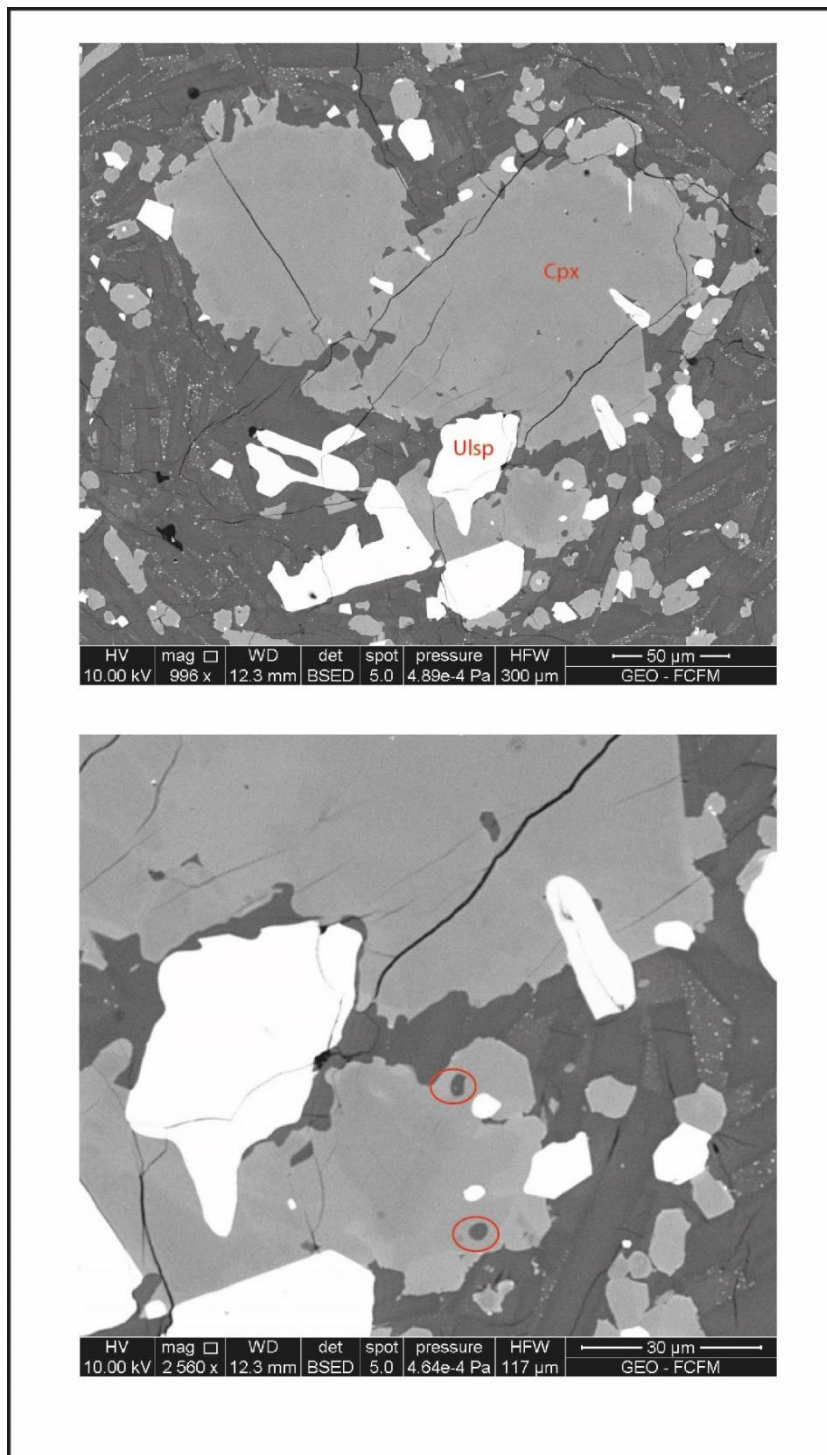 Cpx
Ulsp
HV mag □ WD det spot pressure HFW 50 µm
10.00 kV 996 x 12.3 mm BSED 5.0 4.89e-4 Pa 300 µm GEO - FCFM
HV mag □ WD det spot pressure HFW 30 µm
10.00 kV 2 560 x 12.3 mm BSED 5.0 4.64e-4 Pa 117 µm GEO - FCFM